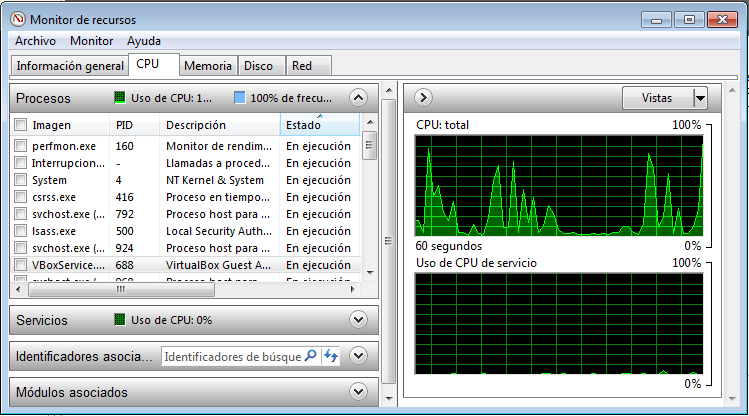 Monitor de recursos
Archivo Monitor Ayuda
Información general CPU Memoria Disco Red
Procesos Uso de CPU: 1... 100% de frecu...
Imagen PID Descripción Estado
perfmon.exe 160 Monitor de rendim... En ejecución
Interrupcion... - Llamadas a proced... En ejecución
System 4 NT Kernel & System En ejecución
csrss.exe 416 Proceso en tiempo... En ejecución
svchost.exe (... 792 Proceso host para ... En ejecución
lsass.exe 500 Local Security Auth... En ejecución
svchost.exe (... 924 Proceso host para ... En ejecución
VBoxService.... 688 VirtualBox Guest A... En ejecución
Servicios Uso de CPU: 0%
Identificadores asocia... Identificadores de búsque
Módulos asociados
Vistas
CPU: total 100%
60 segundos 0%
Uso de CPU de servicio 100%
0%